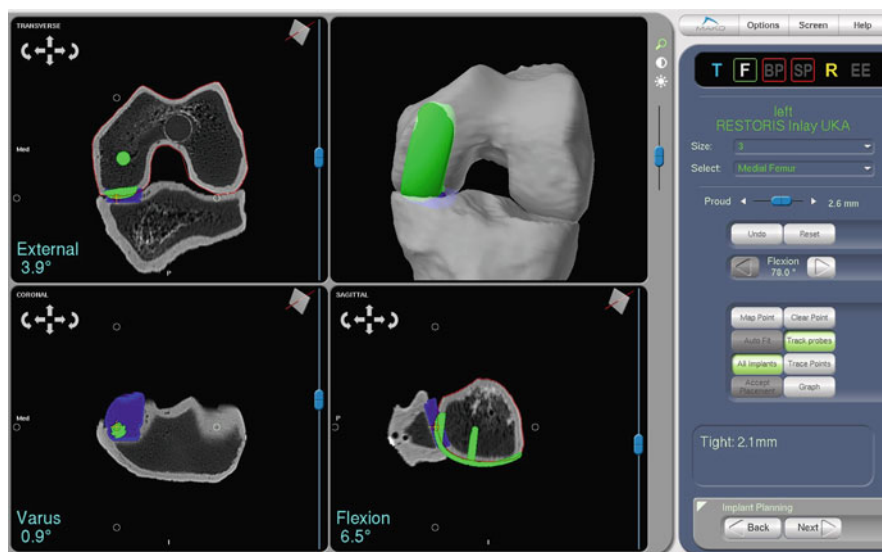 TRANSVERSE
Med
P
External
3.9°
CORONAL
Med
I
Varus
0.9°
SAGITTAL
P
I
Flexion
6.5°
MAKO
Options
Screen
Help
T F BP SP R EE
left
RESTORIS Inlay UKA
Size: 3
Select: Medial Femur
Proud 2.6 mm
Undo Reset
Flexion
78.0 °
Map Point Clear Point
Auto Fit Track probes
All Implants Trace Points
Accept Placement Graph
Tight: 2.1mm
Implant Planning
Back Next